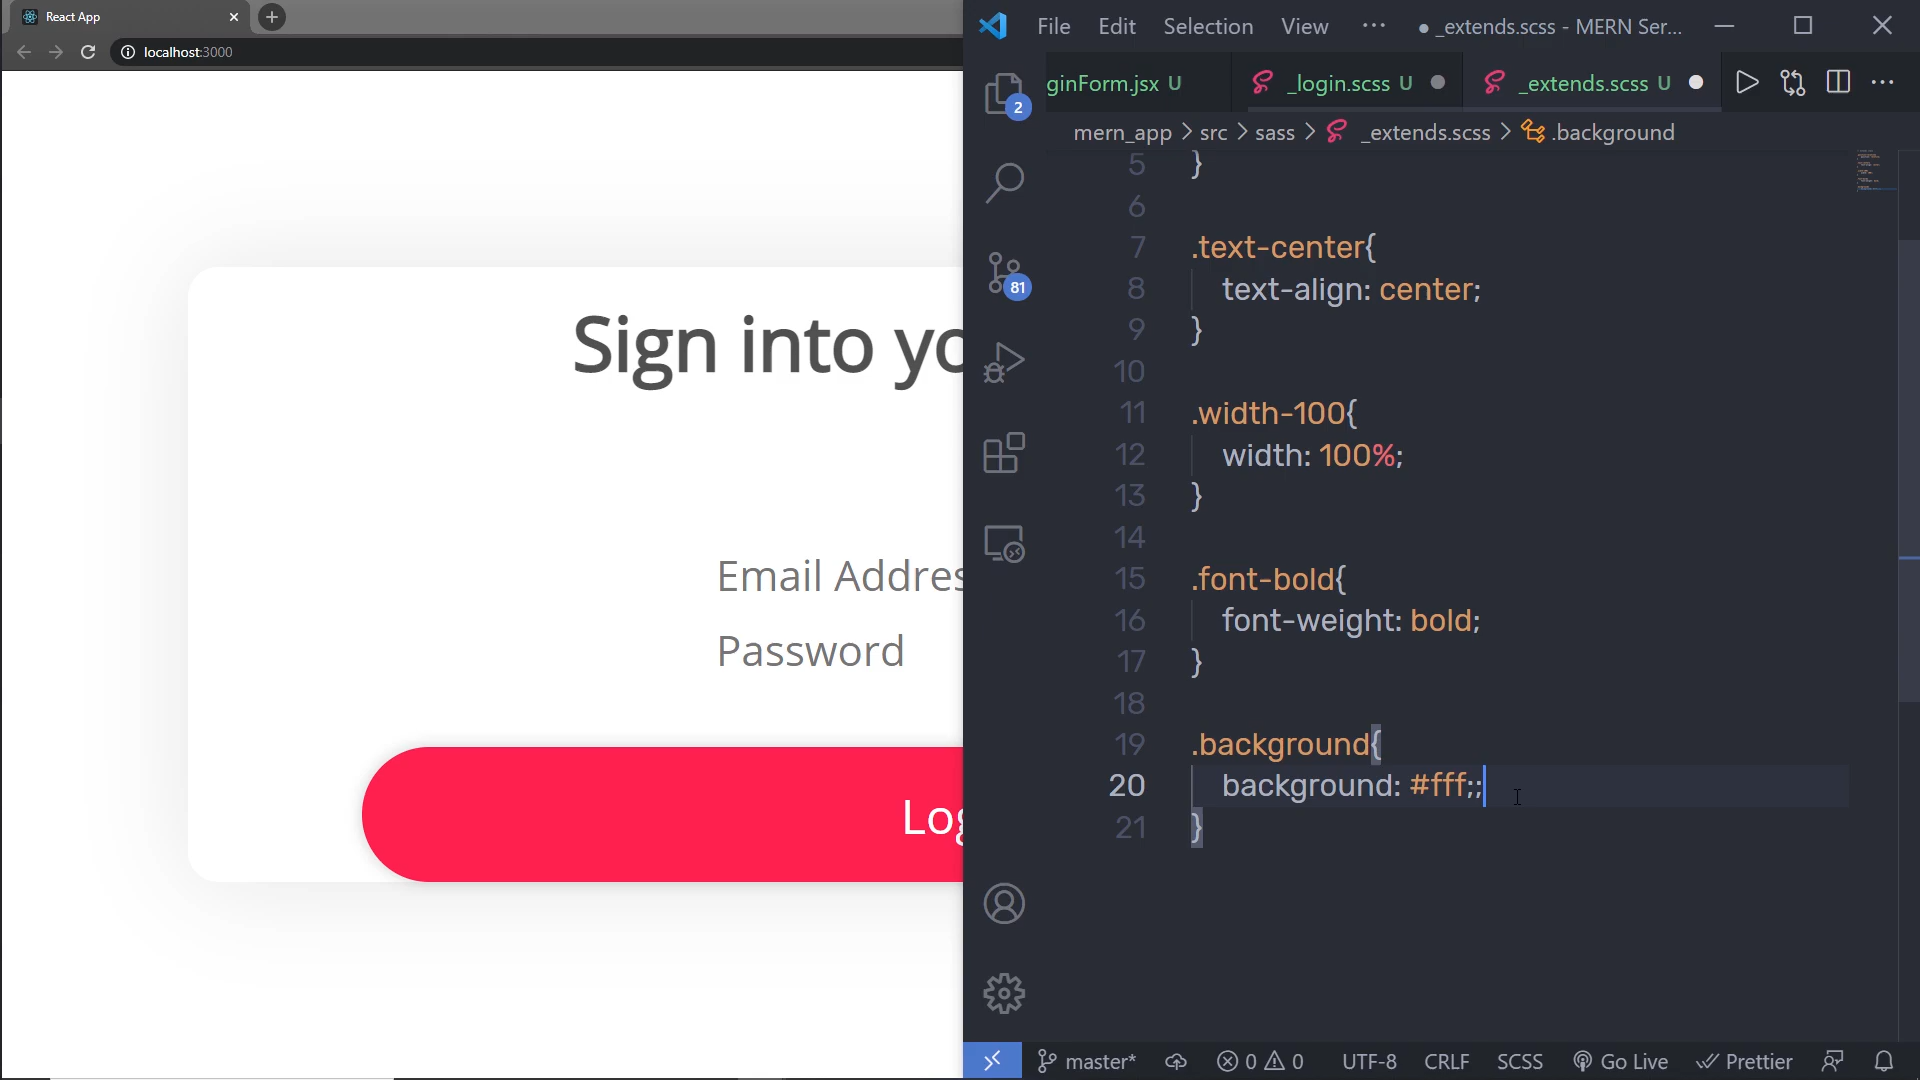 React App
localhost:3000
Sign into yo
Email Addres
Password
Log
File Edit Selection View ··· ● _extends.scss - MERN Ser...
ginForm.jsx U _login.scss U _extends.scss U
mern_app > src > sass > _extends.scss > .background
2
81
5 }
6
7 .text-center{
8 text-align: center;
9 }
10
11 .width-100{
12 width: 100%;
13 }
14
15 .font-bold{
16 font-weight: bold;
17 }
18
19 .background{
20 background: #fff;;
21 }
master* 0 0 UTF-8 CRLF SCSS Go Live Prettier